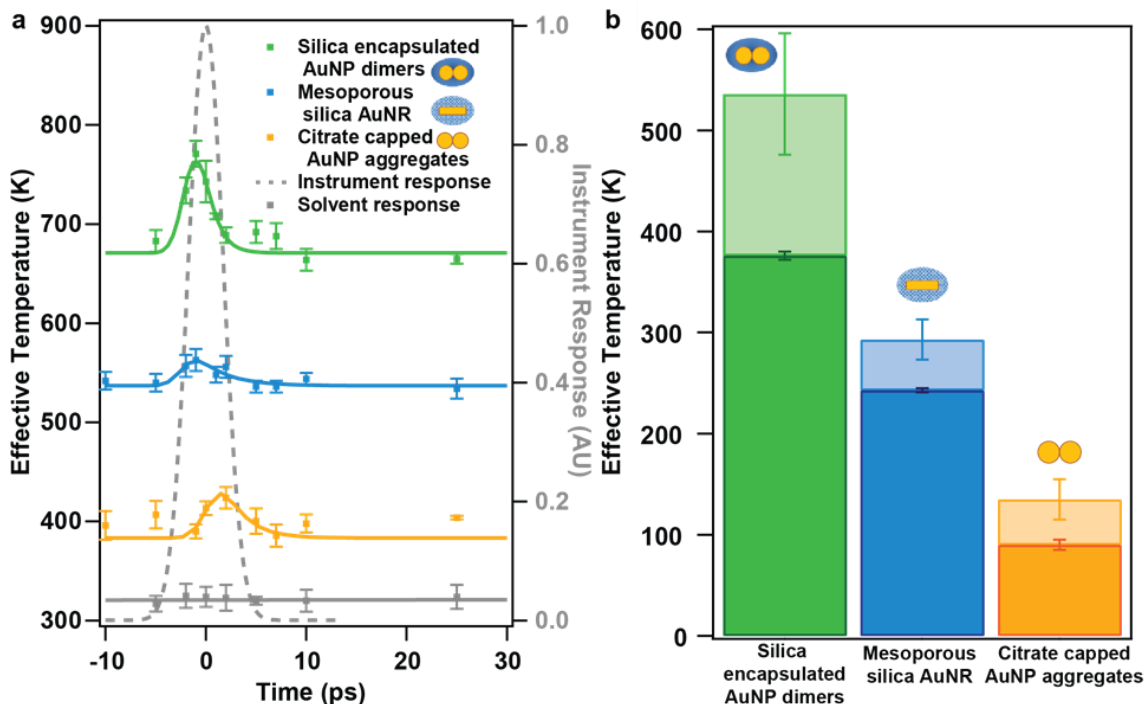 a
900
800
700
600
500
400
300
Effective Temperature (K)
-10
0
10
20
30
Time (ps)
Silica encapsulated
AuNP dimers
Mesoporous
silica AuNR
Citrate capped
AuNP aggregates
Instrument response
Solvent response
1.0
0.8
0.6
0.4
0.2
0.0
Instrument Response (AU)
b
600
500
400
300
200
100
0
Effective Temperature (K)
Silica
encapsulated
AuNP dimers
Mesoporous
silica AuNR
Citrate capped
AuNP aggregates